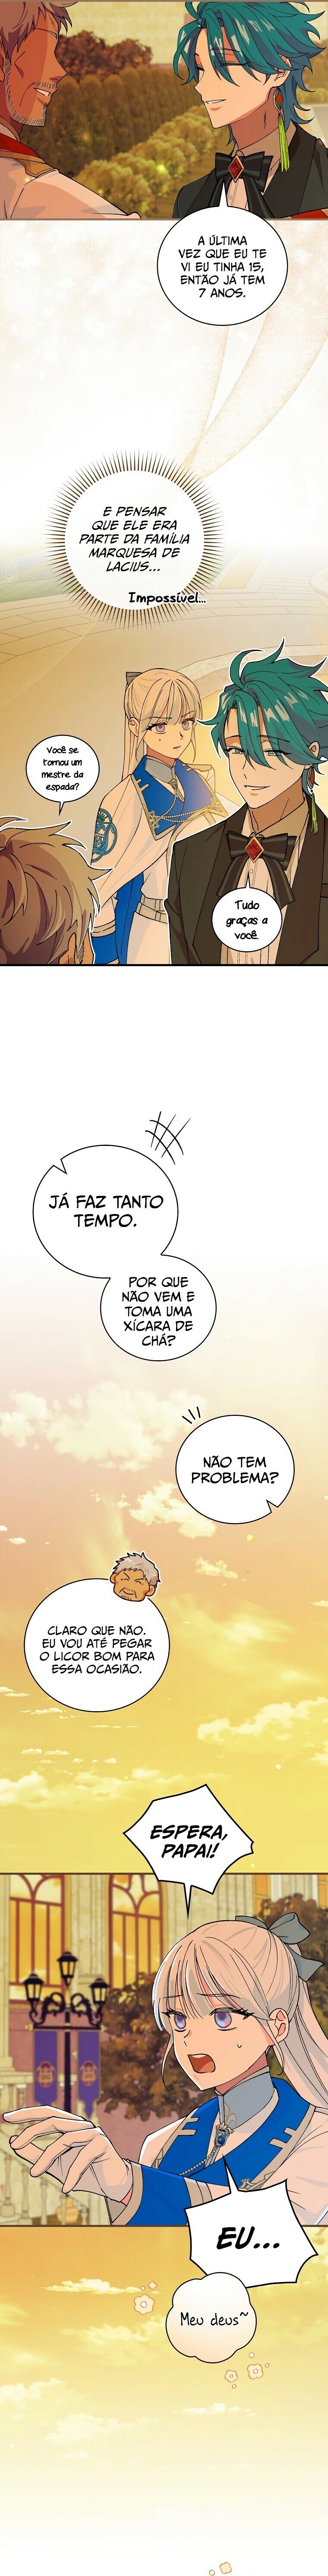 A ÚLTIMA
VEZ QUE EU TE
VI EU TINHA 15,
ENTÃO JÁ TEM
7 ANOS.
E PENSAR
QUE ELE ERA
PARTE DA FAMÍLIA
MARQUESA DE
LACIUS...
Impossível...
Você se
tornou um
mestre da
espada?
Tudo
graças a
você.
JÁ FAZ TANTO
TEMPO.
POR QUE
NÃO VEM E
TOMA UMA
XÍCARA DE
CHÁ?
NÃO TEM
PROBLEMA?
CLARO QUE NÃO.
EU VOU ATÉ PEGAR
O LICOR BOM PARA
ESSA OCASIÃO.
ESPERA,
PAPAI!
EU...
Meu deus~